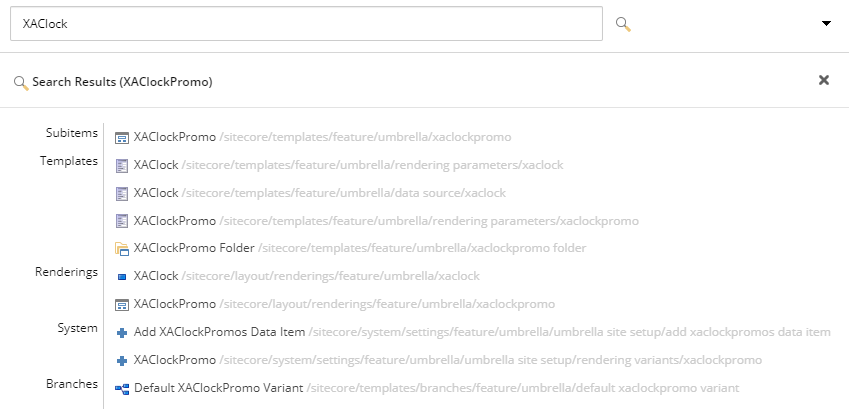 XAClock
Search Results (XAClockPromo)
Subitems XAClockPromo /sitecore/templates/feature/umbrella/xaclockpromo
Templates XAClock /sitecore/templates/feature/umbrella/rendering parameters/xaclock
XAClock /sitecore/templates/feature/umbrella/data source/xaclock
XAClockPromo /sitecore/templates/feature/umbrella/rendering parameters/xaclockpromo
XAClockPromo Folder /sitecore/templates/feature/umbrella/xaclockpromo folder
Renderings XAClock /sitecore/layout/renderings/feature/umbrella/xaclock
XAClockPromo /sitecore/layout/renderings/feature/umbrella/xaclockpromo
System Add XAClockPromos Data Item /sitecore/system/settings/feature/umbrella/umbrella site setup/add xaclockpromos data item
XAClockPromo /sitecore/system/settings/feature/umbrella/umbrella site setup/rendering variants/xaclockpromo
Branches Default XAClockPromo Variant /sitecore/templates/branches/feature/umbrella/default xaclockpromo variant